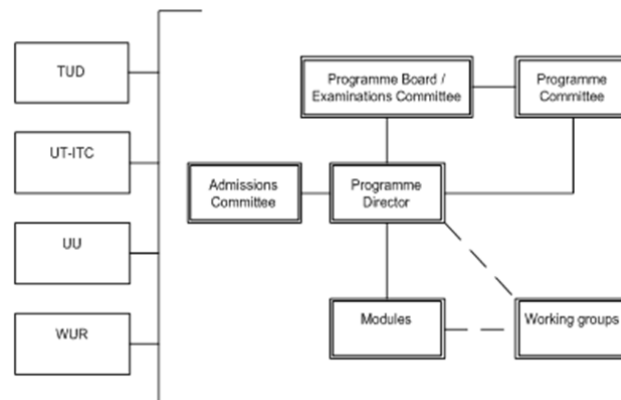 TUD
UT-ITC
UU
WUR
Programme Board /
Examinations Committee
Programme
Committee
Admissions
Committee
Programme
Director
Modules
Working groups